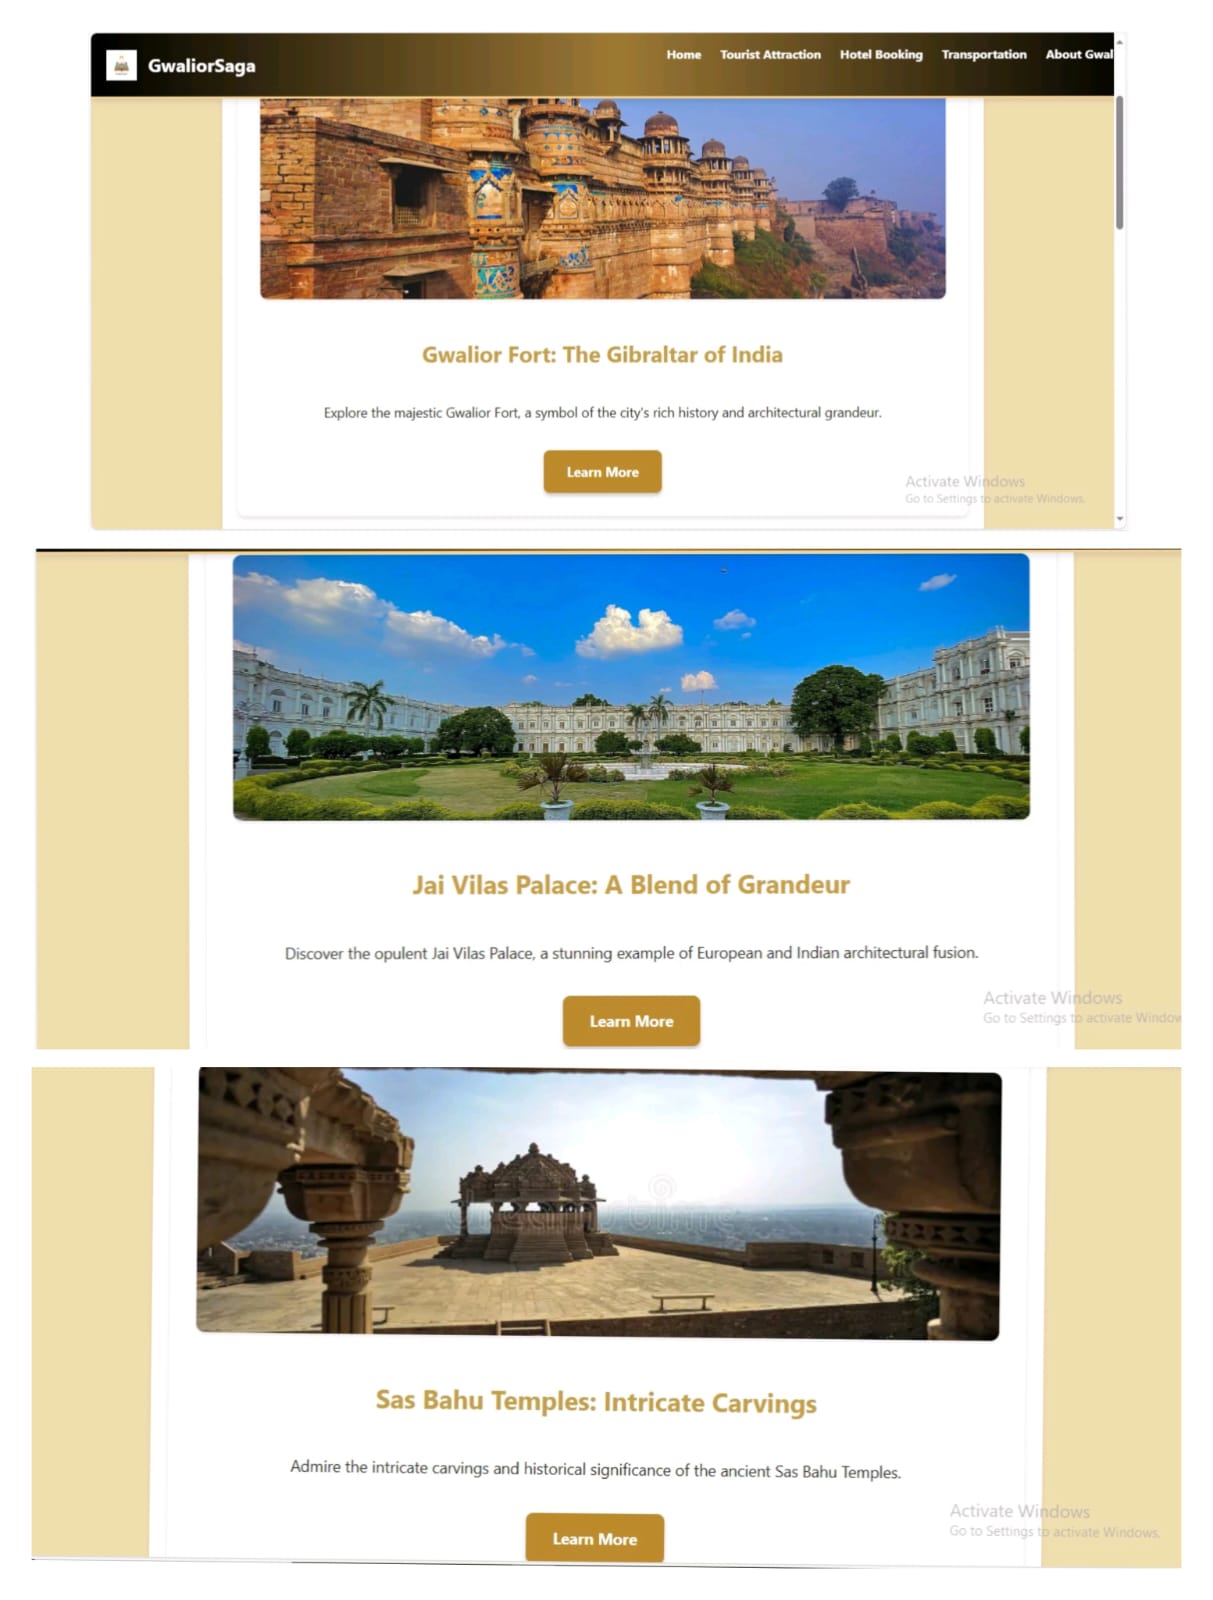 GwaliorSaga
Home Tourist Attraction Hotel Booking Transportation About Gwal
Gwalior Fort: The Gibraltar of India
Explore the majestic Gwalior Fort, a symbol of the city's rich history and architectural grandeur.
Learn More
Activate Windows
Go to Settings to activate Windows.
Jai Vilas Palace: A Blend of Grandeur
Discover the opulent Jai Vilas Palace, a stunning example of European and Indian architectural fusion.
Learn More
Activate Windows
Go to Settings to activate Window
Sas Bahu Temples: Intricate Carvings
Admire the intricate carvings and historical significance of the ancient Sas Bahu Temples.
Learn More
Activate Windows
Go to Settings to activate Windows.